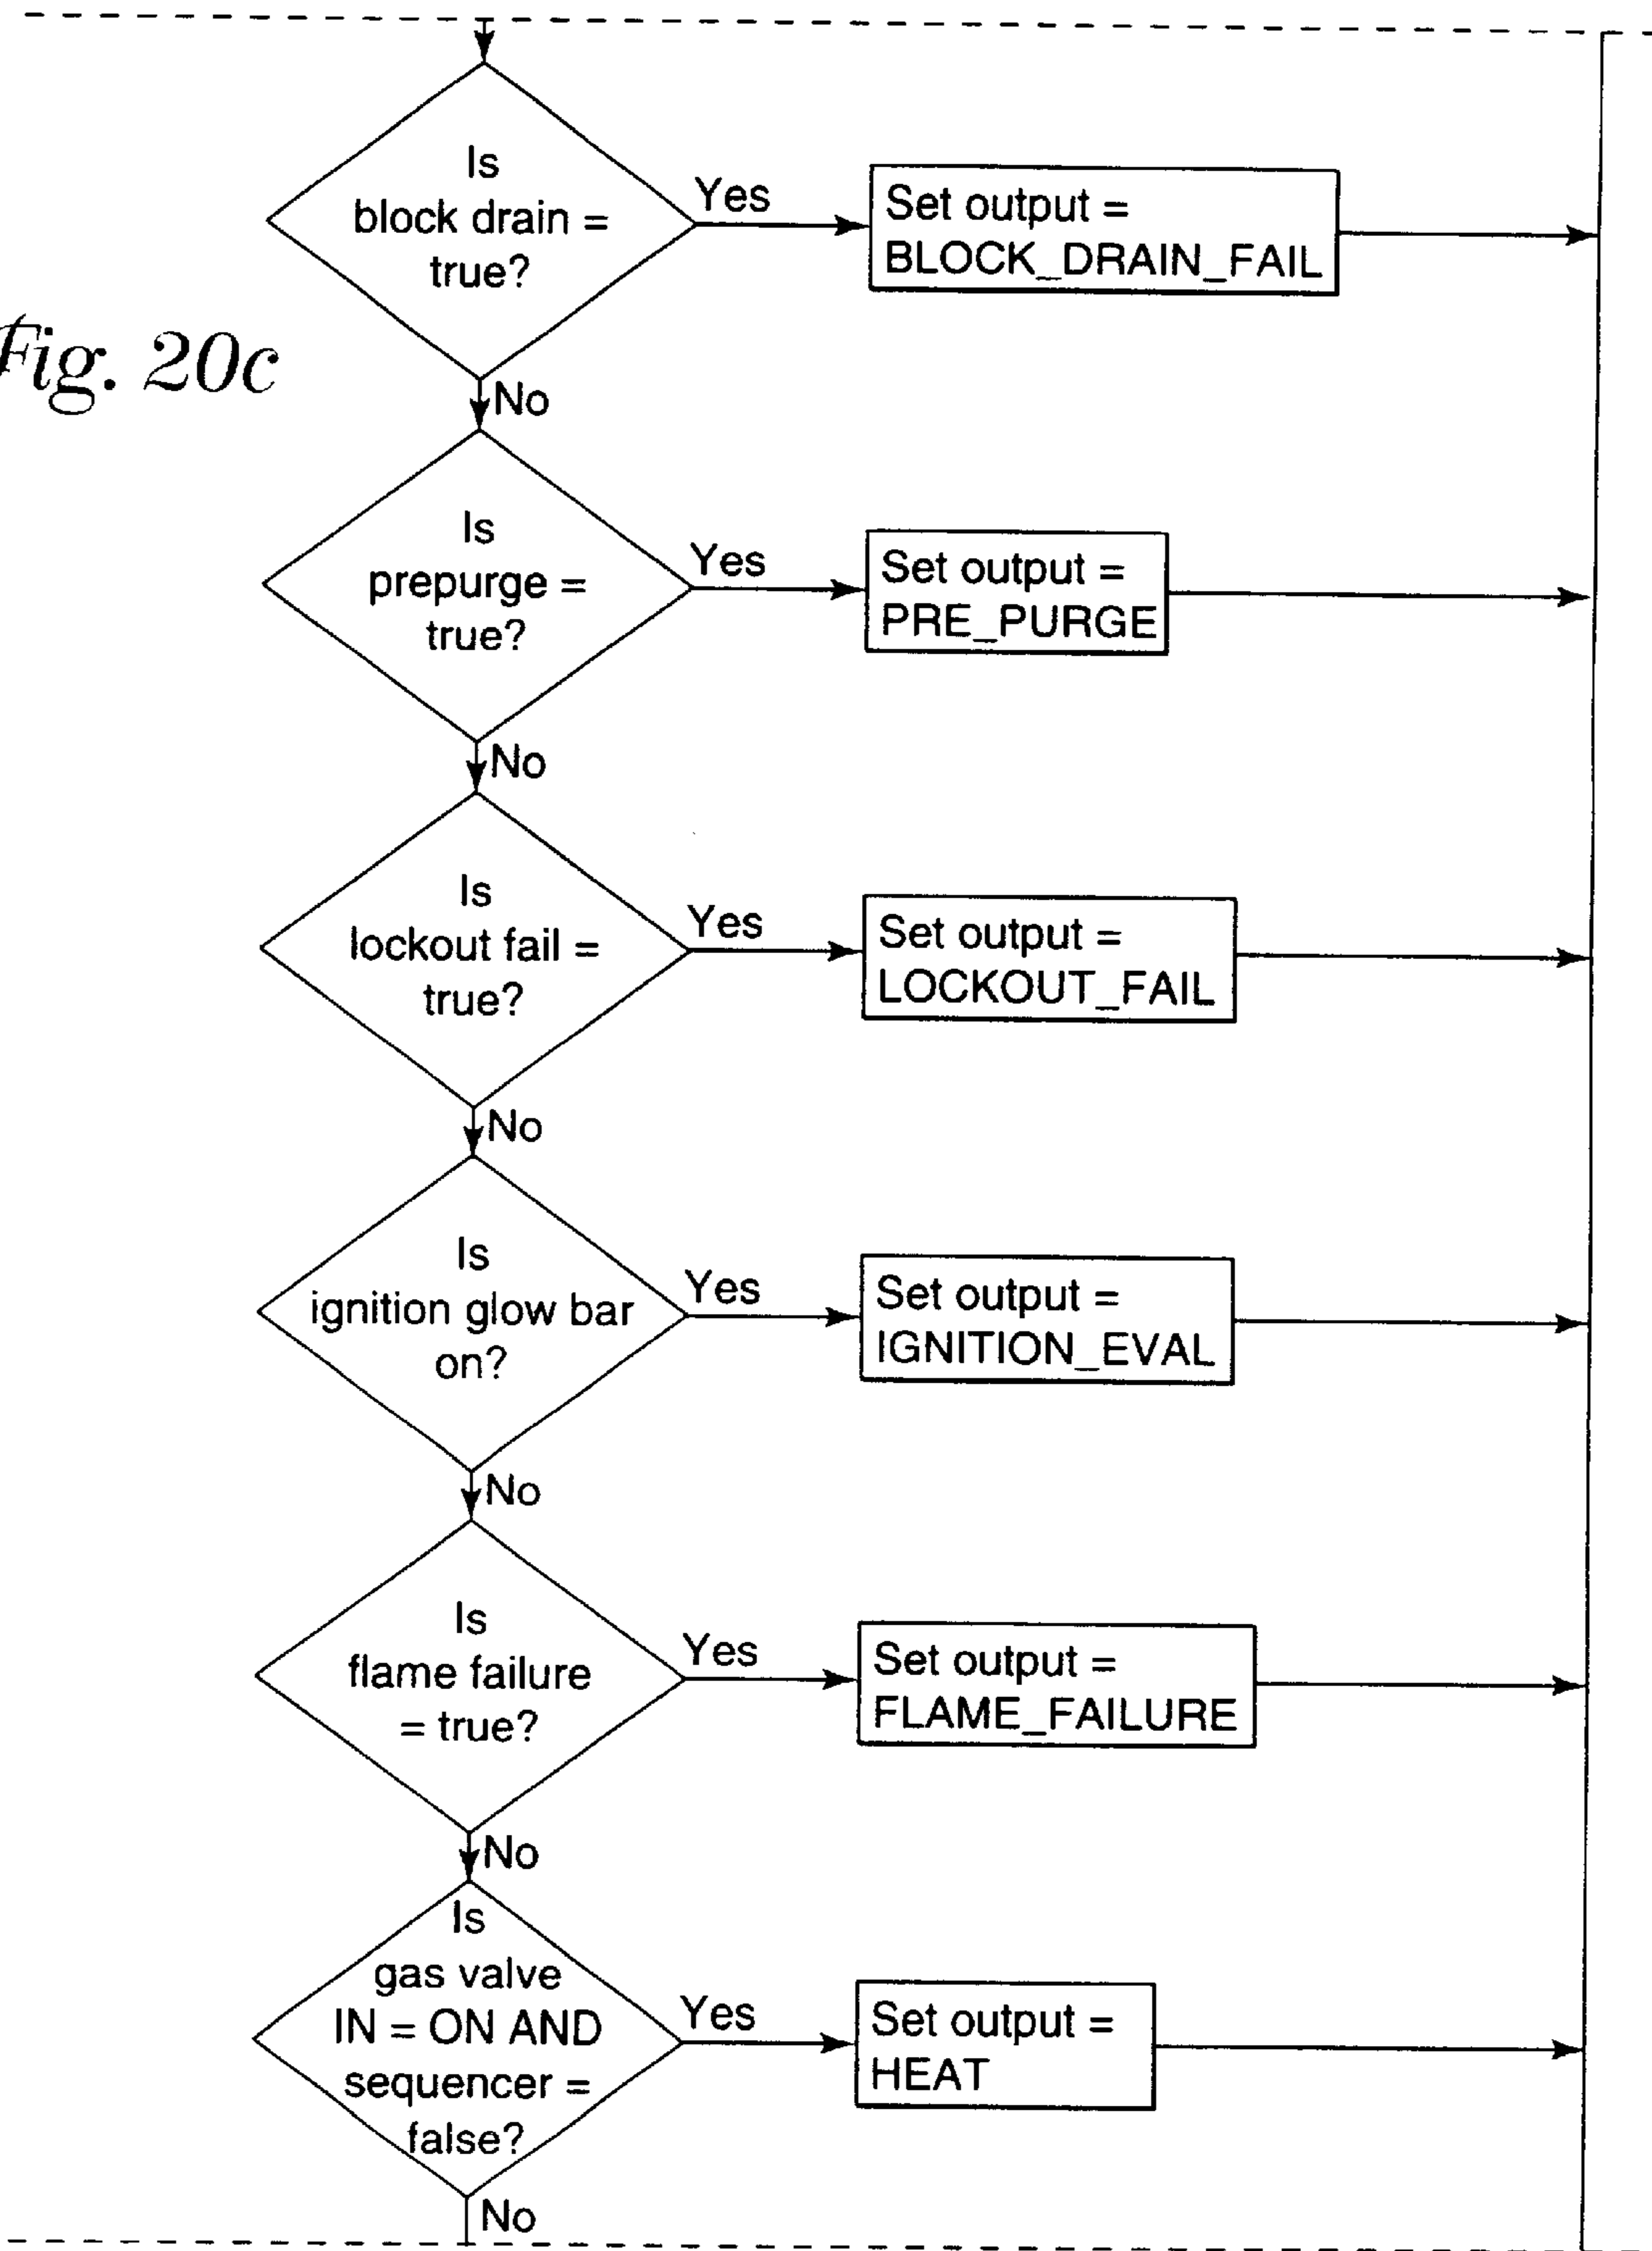 Is
block drain =
true?
Yes
Set output =
BLOCK_DRAIN_FAIL
Fig. 20c
No
Is
prepurge =
true?
Yes
Set output =
PRE_PURGE
No
Is
lockout fail =
true?
Yes
Set output =
LOCKOUT_FAIL
No
Is
ignition glow bar
on?
Yes
Set output =
IGNITION_EVAL
No
Is
flame failure
= true?
Yes
Set output =
FLAME_FAILURE
No
Is
gas valve
IN = ON AND
sequencer =
false?
Yes
Set output =
HEAT
No